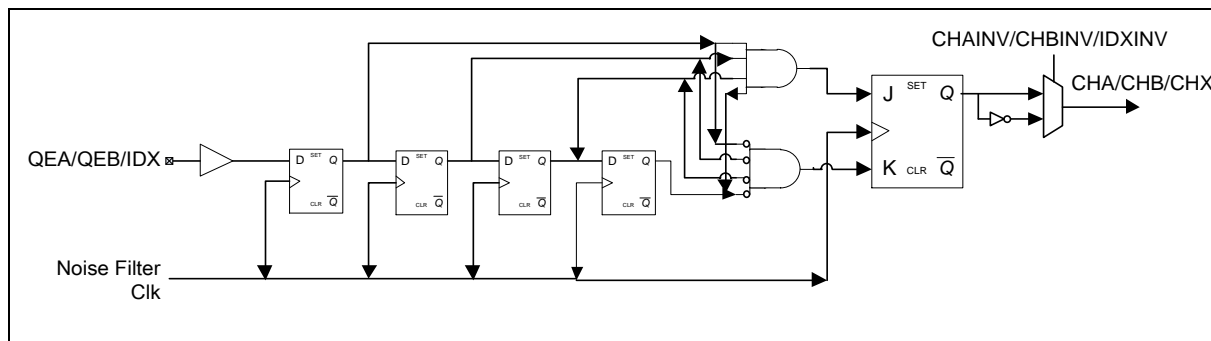 CHAINV/CHBINV/IDXINV
CHA/CHB/CHX
J SET Q
K CLR Q
QEA/QEB/IDX
D SET Q
CLR Q
D SET Q
CLR Q
D SET Q
CLR Q
D SET Q
CLR Q
Noise Filter
Clk